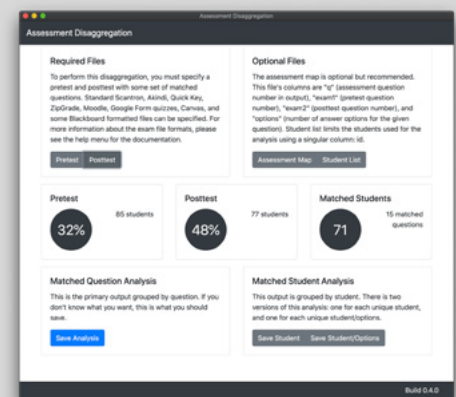 Assessment Disaggregation
Assessment Disaggregation
Required Files
To perform this disaggregation, you must specify a
pretest and posttest with some set of matched
questions. Standard Scantron, Akindi, Quick Key,
ZipGrade, Moodle, Google Form quizzes, Canvas, and
some Blackboard formatted files can be specified. For
more information about the exam file formats, please
see the help menu for the documentation.
Pretest Posttest
Optional Files
The assessment map is optional but recommended.
This file's columns are "q" (assessment question
number in output), "exam1" (pretest question
number), "exam2" (posttest question number), and
"options" (number of answer options for the given
question). Student list limits the students used for the
analysis using a singular column: id.
Assessment Map Student List
Pretest
32%
85 students
Posttest
48%
77 students
Matched Students
71
15 matched
questions
Matched Question Analysis
This is the primary output grouped by question. If you
don't know what you want, this is what you should
save.
Save Analysis
Matched Student Analysis
This output is grouped by student. There is two
versions of this analysis: one for each unique student,
and one for each unique student/options.
Save Student Save Student/Options
Build 0.4.0